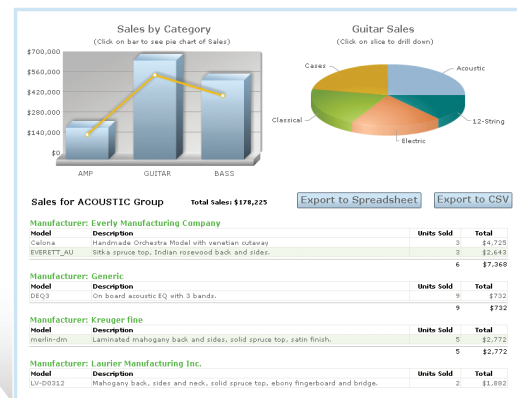 Sales by Category
(Click on bar to see pie chart of Sales)
$700,000
$560,000
$420,000
$280,000
$140,000
$0
AMP GUITAR BASS
Guitar Sales
(Click on slice to drill down)
Cases
Acoustic
Classical
12-String
Electric
Sales for ACOUSTIC Group Total Sales: $178,225 Export to Spreadsheet Export to CSV
Manufacturer: Everly Manufacturing Company
Model Description Units Sold Total
Celona Handmade Orchestra Model with venetian cutaway 3 $4,725
EVERETT_AU Sitka spruce top, Indian rosewood back and sides. 3 $2,643
6 $7,368
Manufacturer: Generic
Model Description Units Sold Total
DEQ3 On board acoustic EQ with 3 bands. 9 $732
9 $732
Manufacturer: Kreuger fine
Model Description Units Sold Total
merlin-dm Laminated mahogany back and sides, solid spruce top, satin finish. 5 $2,772
5 $2,772
Manufacturer: Laurier Manufacturing Inc.
Model Description Units Sold Total
LV-D0312 Mahogany back, sides and neck, solid spruce top, ebony fingerboard and bridge. 2 $1,882